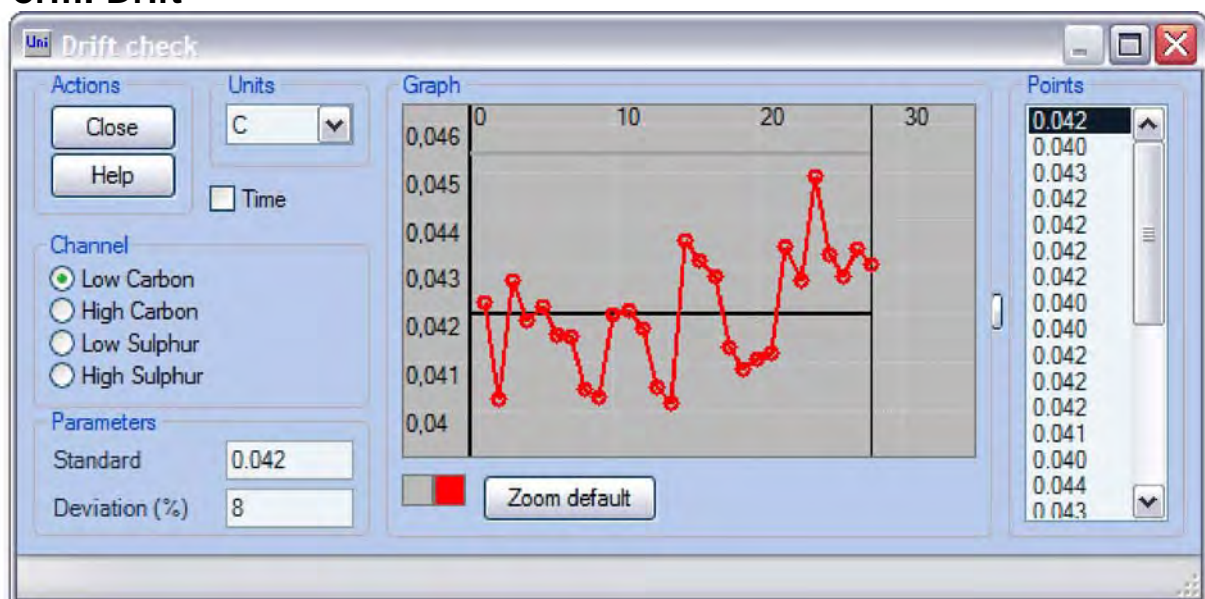 Uni Drift check
Actions
Close
Help
Units
C
Time
Channel
Low Carbon
High Carbon
Low Sulphur
High Sulphur
Parameters
Standard 0.042
Deviation (%) 8
Graph
0 10 20 30
0,046
0,045
0,044
0,043
0,042
0,041
0,04
Zoom default
Points
0.042
0.040
0.043
0.042
0.042
0.042
0.042
0.040
0.040
0.042
0.042
0.042
0.041
0.040
0.044
0.043